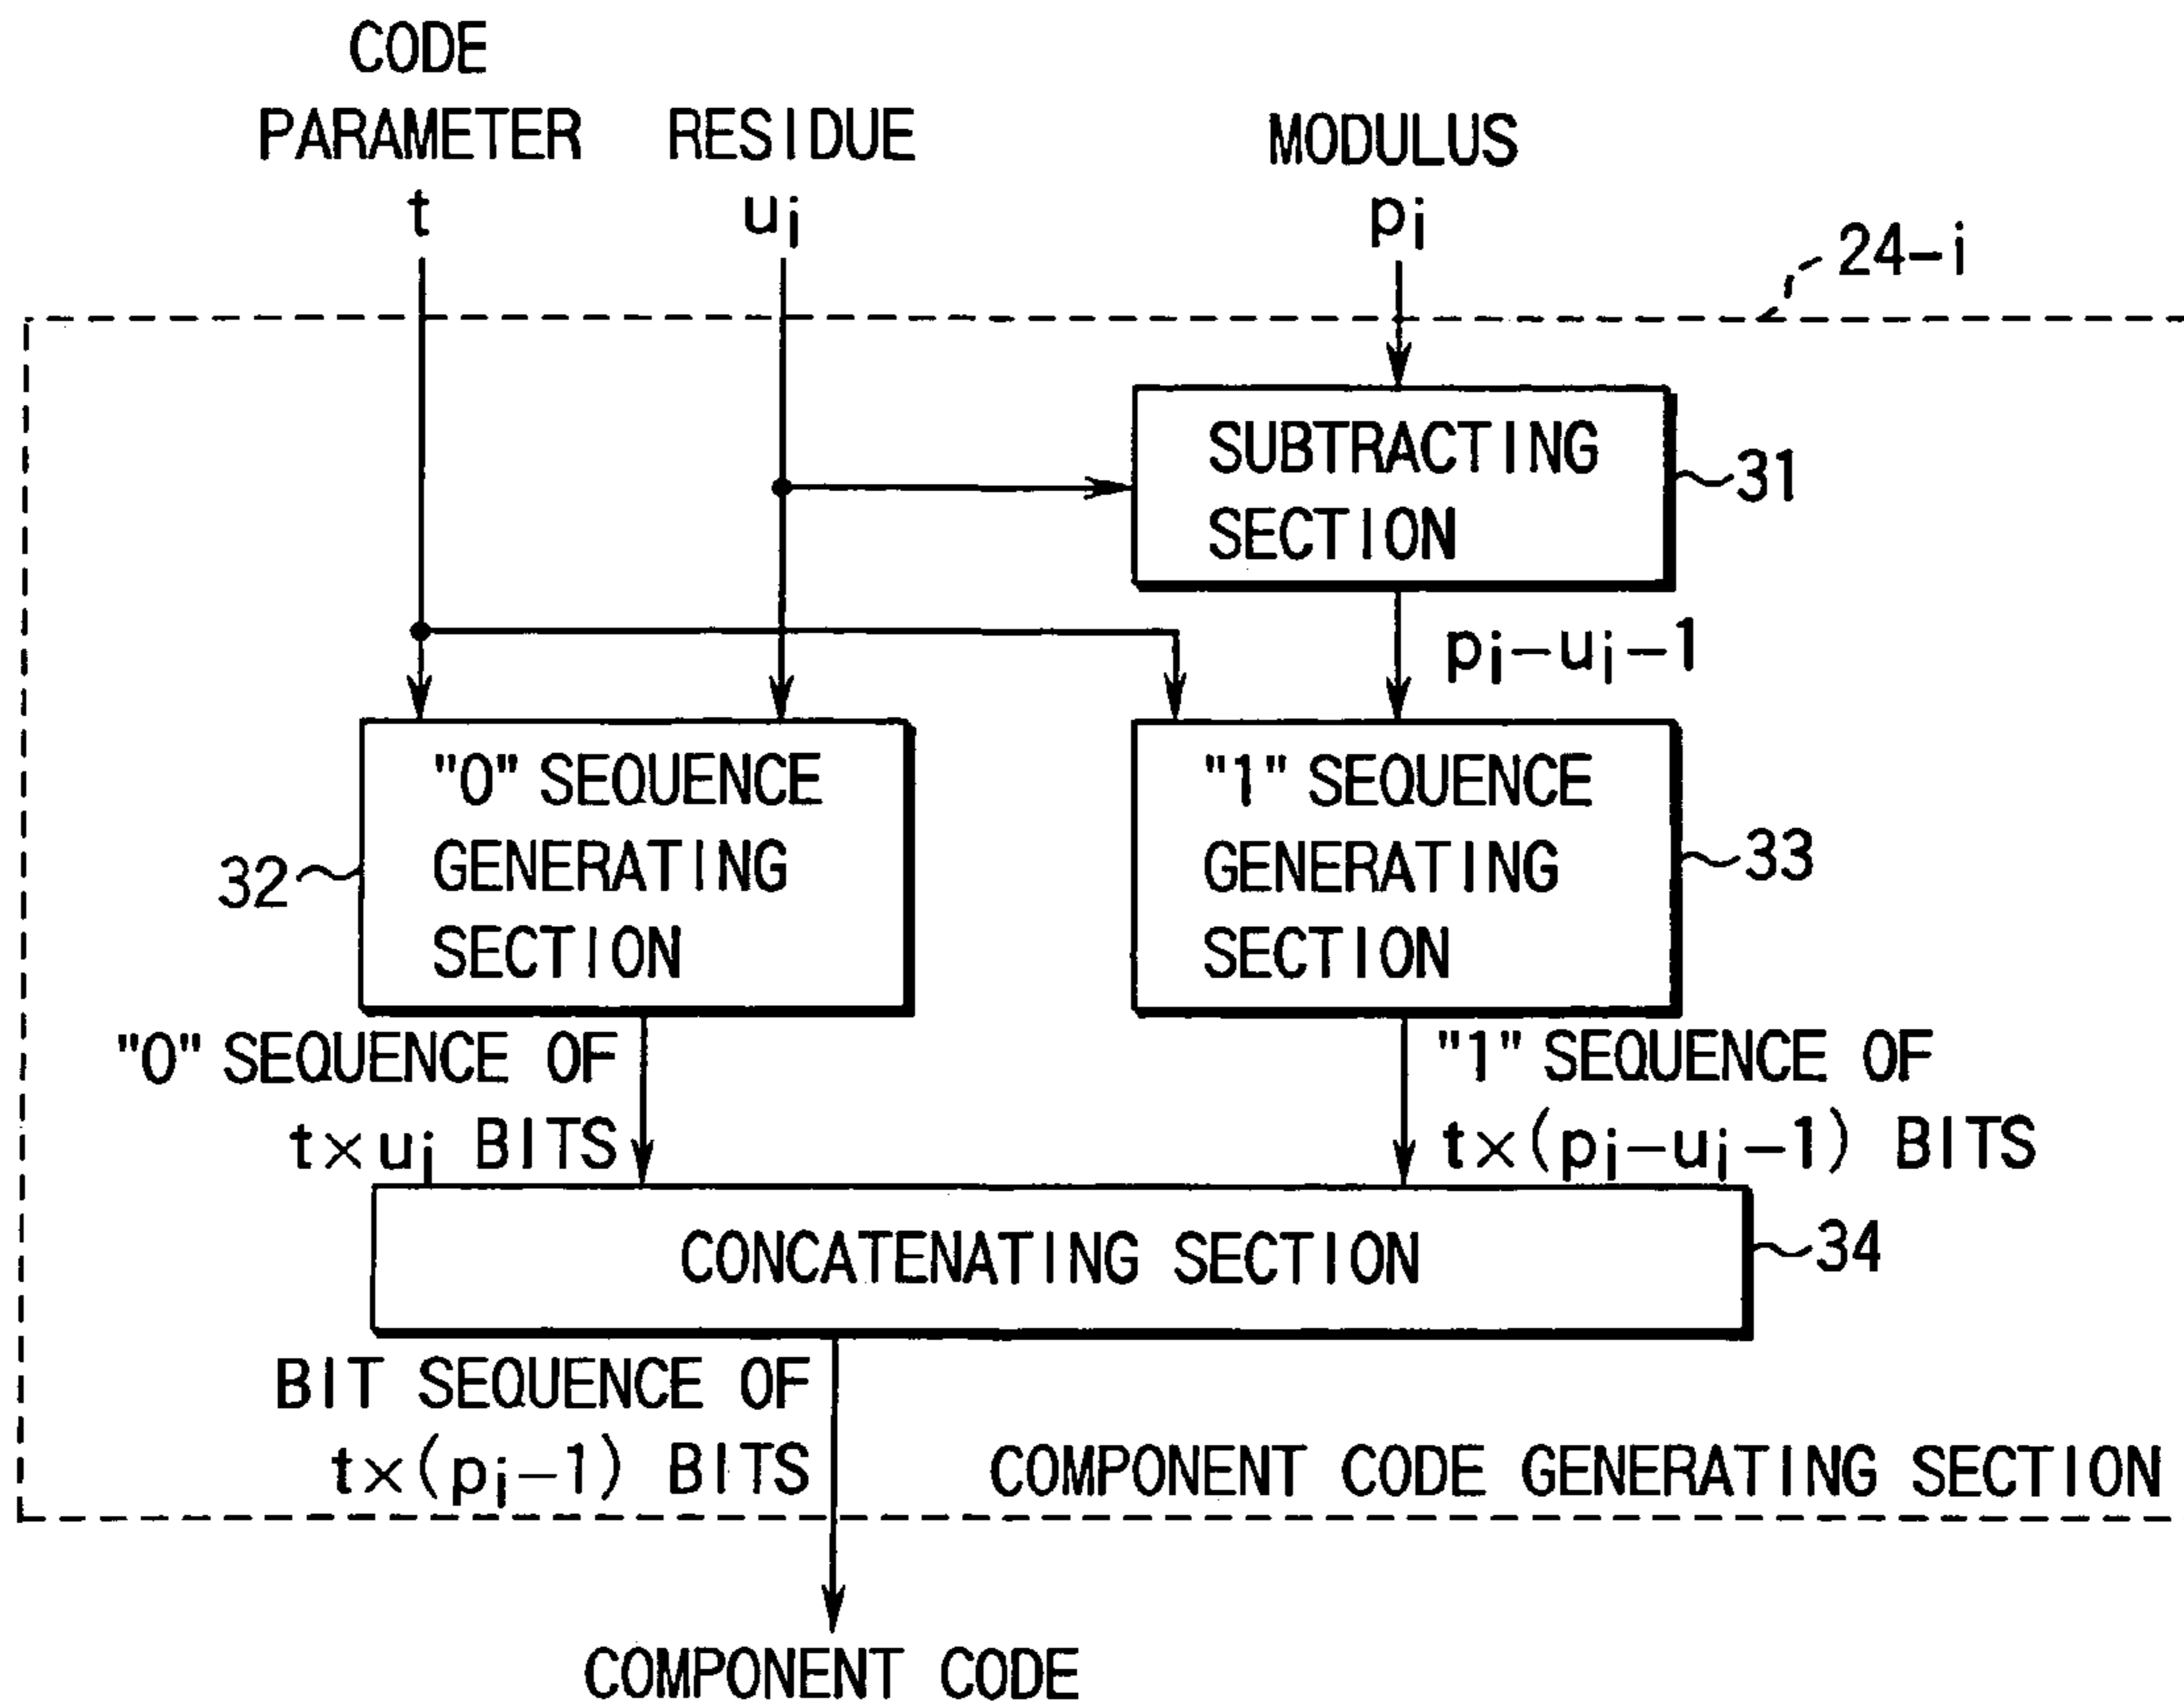 CODE
PARAMETER
t
RESIDUE
ui
MODULUS
pi
24-i
SUBTRACTING
SECTION
31
pi-ui-1
"0" SEQUENCE
GENERATING
SECTION
32
"1" SEQUENCE
GENERATING
SECTION
33
"0" SEQUENCE OF
t×ui BITS
"1" SEQUENCE OF
t×(pi-ui-1) BITS
CONCATENATING SECTION
34
BIT SEQUENCE OF
t×(pi-1) BITS
COMPONENT CODE GENERATING SECTION
COMPONENT CODE